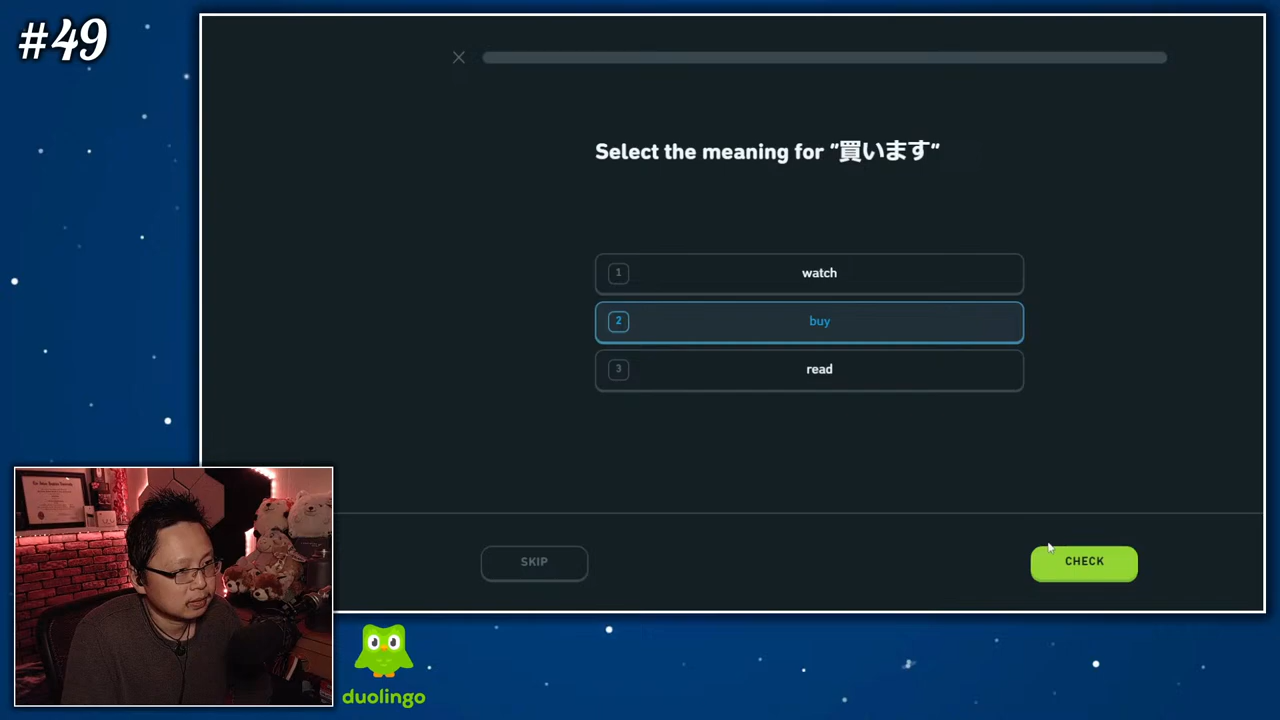 #49
Select the meaning for "買います"
1 watch
2 buy
3 read
SKIP
CHECK
duolingo